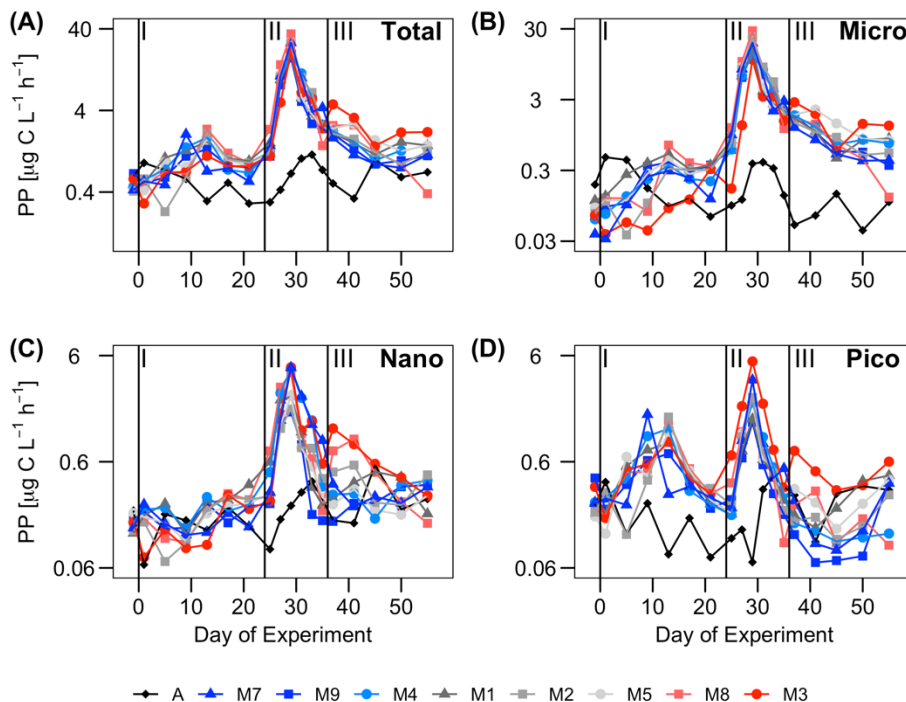 (A) I II III Total
40
4
0.4
PP [µg C L⁻¹ h⁻¹]
0 10 20 30 40 50
(B) I II III Micro
30
3
0.3
0.03
PP [µg C L⁻¹ h⁻¹]
0 10 20 30 40 50
(C) I II III Nano
6
0.6
0.06
PP [µg C L⁻¹ h⁻¹]
0 10 20 30 40 50
Day of Experiment
(D) I II III Pico
6
0.6
0.06
0 10 20 30 40 50
Day of Experiment
A M7 M9 M4 M1 M2 M5 M8 M3